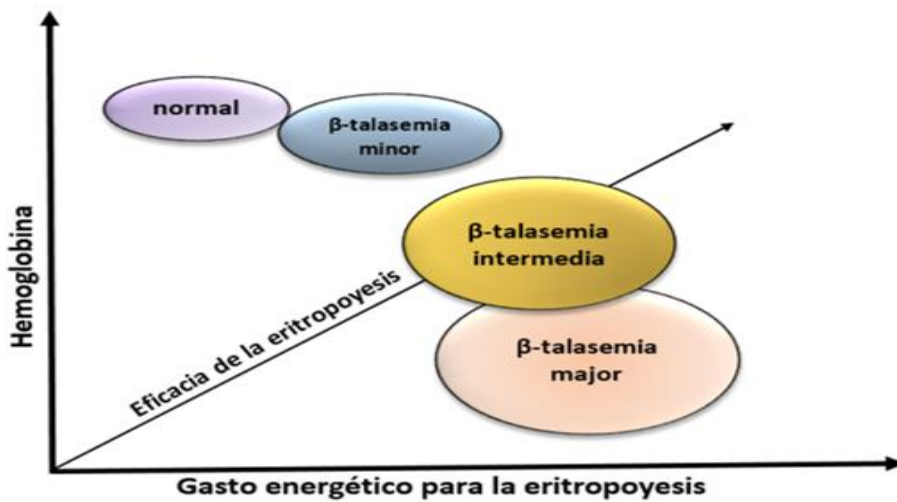 normal
β-talasemia
minor
β-talasemia
intermedia
β-talasemia
major
Eficacia de la eritropoyesis
Hemoglobina
Gasto energético para la eritropoyesis